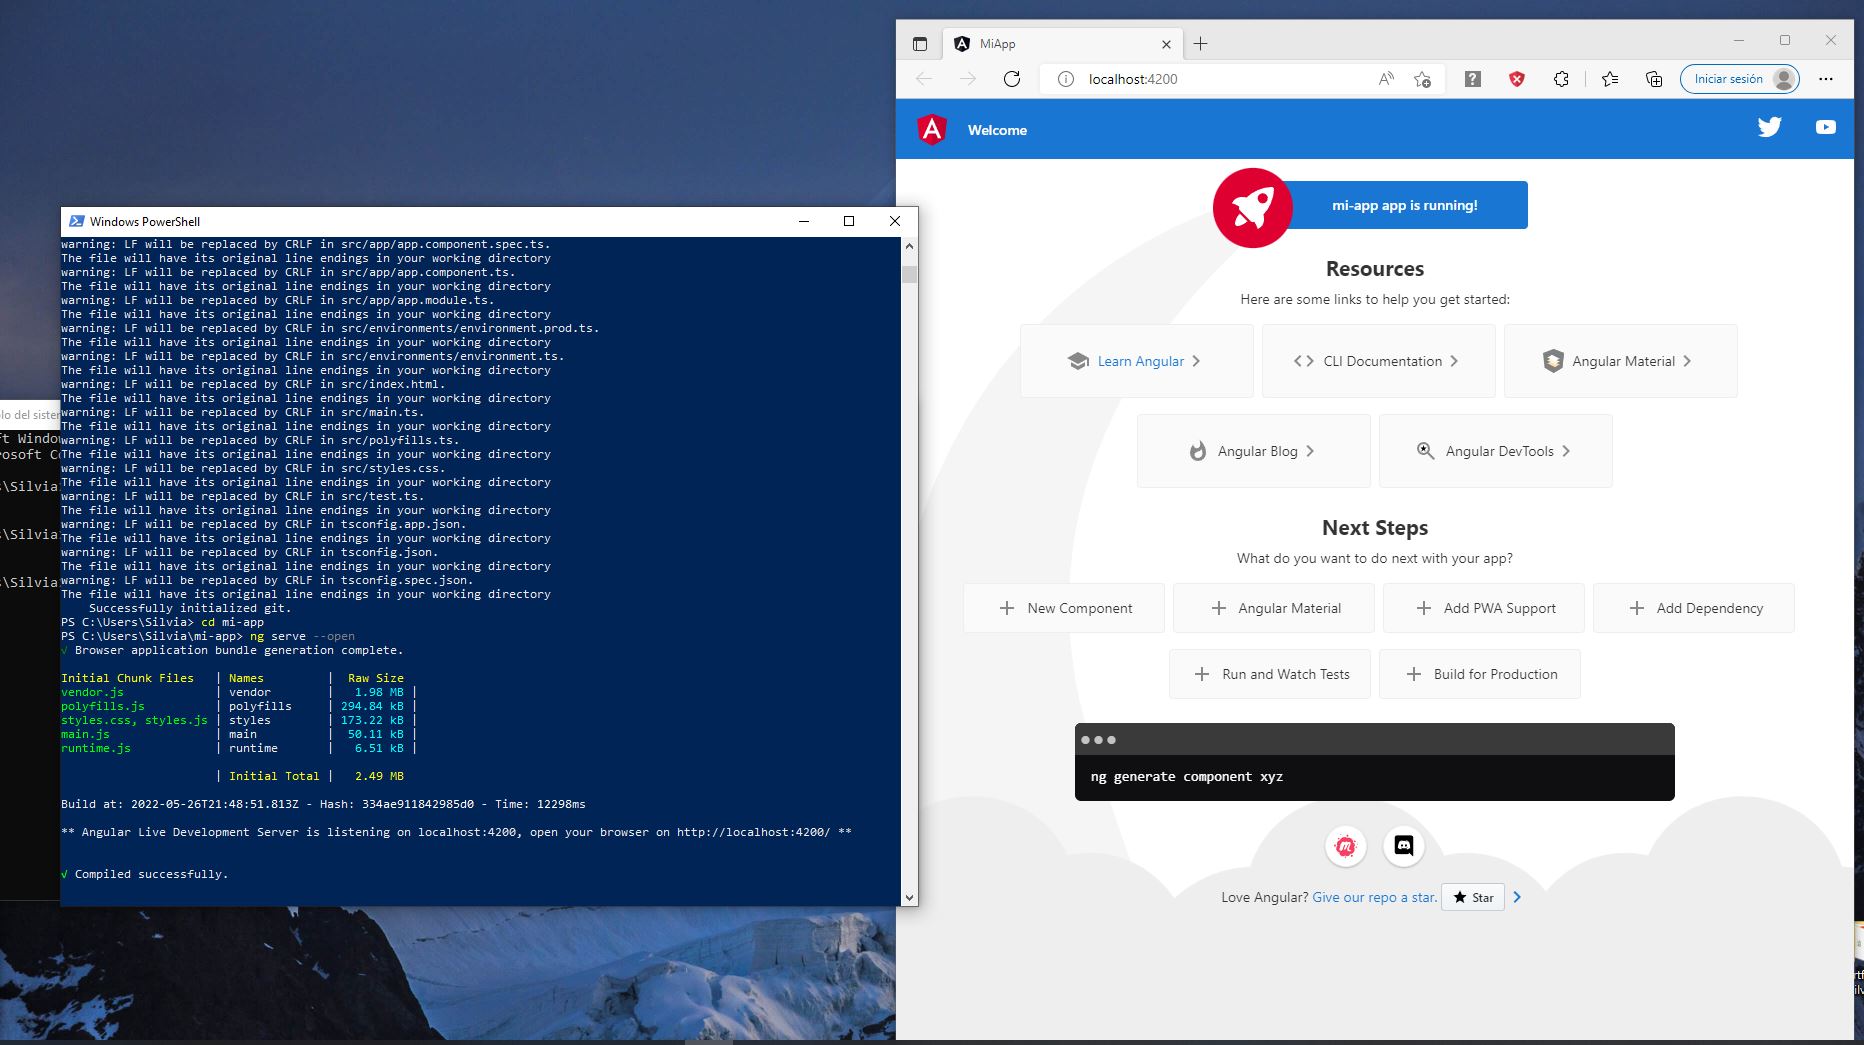 MiApp
localhost:4200
Iniciar sesión
Welcome
mi-app app is running!
Resources
Here are some links to help you get started:
Learn Angular
CLI Documentation
Angular Material
Angular Blog
Angular DevTools
Next Steps
What do you want to do next with your app?
New Component
Angular Material
Add PWA Support
Add Dependency
Run and Watch Tests
Build for Production
ng generate component xyz
Love Angular? Give our repo a star. Star
Windows PowerShell
warning: LF will be replaced by CRLF in src/app/app.component.spec.ts.
The file will have its original line endings in your working directory
warning: LF will be replaced by CRLF in src/app/app.component.ts.
The file will have its original line endings in your working directory
warning: LF will be replaced by CRLF in src/app/app.module.ts.
The file will have its original line endings in your working directory
warning: LF will be replaced by CRLF in src/environments/environment.prod.ts.
The file will have its original line endings in your working directory
warning: LF will be replaced by CRLF in src/environments/environment.ts.
The file will have its original line endings in your working directory
warning: LF will be replaced by CRLF in src/index.html.
The file will have its original line endings in your working directory
warning: LF will be replaced by CRLF in src/main.ts.
The file will have its original line endings in your working directory
warning: LF will be replaced by CRLF in src/polyfills.ts.
The file will have its original line endings in your working directory
warning: LF will be replaced by CRLF in src/styles.css.
The file will have its original line endings in your working directory
warning: LF will be replaced by CRLF in src/test.ts.
The file will have its original line endings in your working directory
warning: LF will be replaced by CRLF in tsconfig.app.json.
The file will have its original line endings in your working directory
warning: LF will be replaced by CRLF in tsconfig.json.
The file will have its original line endings in your working directory
warning: LF will be replaced by CRLF in tsconfig.spec.json.
The file will have its original line endings in your working directory
Successfully initialized git.
PS C:\Users\Silvia> cd mi-app
PS C:\Users\Silvia\mi-app> ng serve --open
√ Browser application bundle generation complete.
Initial Chunk Files | Names | Raw Size
vendor.js | vendor | 1.98 MB |
polyfills.js | polyfills | 294.84 kB |
styles.css, styles.js | styles | 173.22 kB |
main.js | main | 50.11 kB |
runtime.js | runtime | 6.51 kB |
| Initial Total | 2.49 MB
Build at: 2022-05-26T21:48:51.813Z - Hash: 334ae911842985d0 - Time: 12298ms
** Angular Live Development Server is listening on localhost:4200, open your browser on http://localhost:4200/ **
√ Compiled successfully.
lo del sister
ft Window
rosoft Co
s\Silvia
s\Silvia
s\Silvia